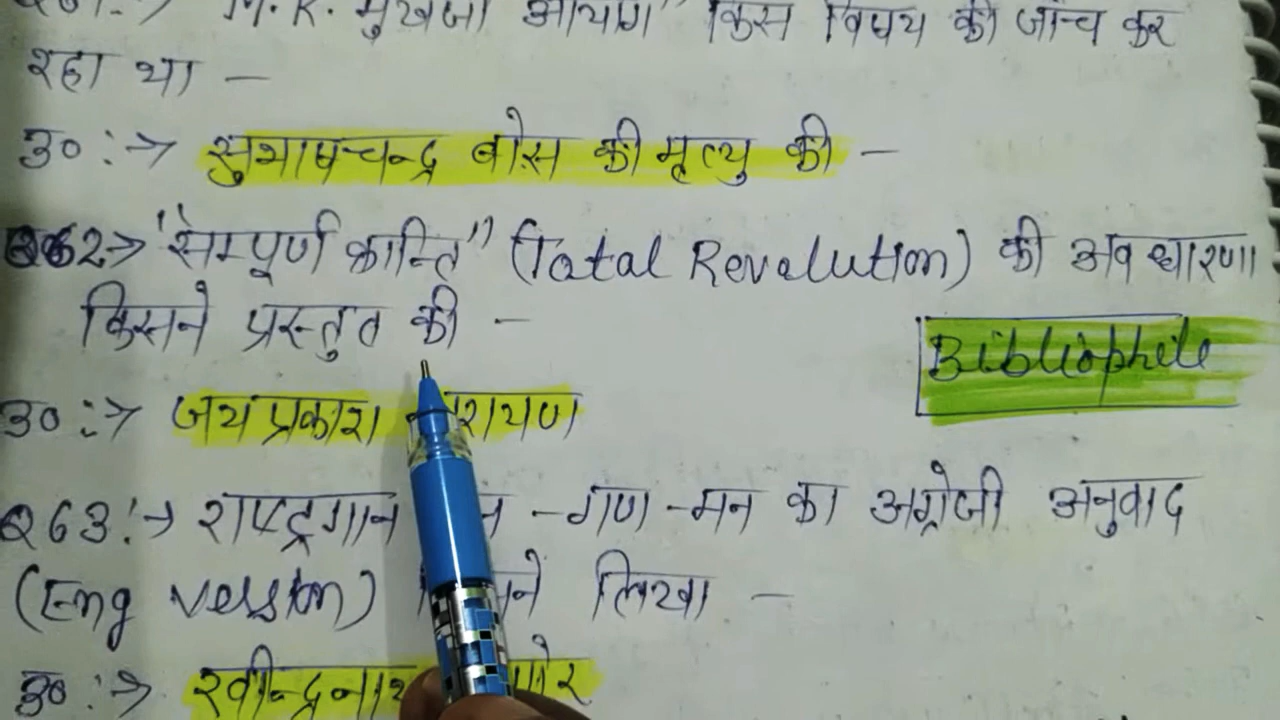 M.K. मुखर्जी आयोग" किस विषय की जाँच कर
रहा था –
उ० :→ सुभाषचन्द्र बोस की मृत्यु की –
Q62→ "सम्पूर्ण क्रान्ति" (Total Revolution) की अवधारणा
किसने प्रस्तुत की –
Bibliophile
उ० :→ जयप्रकाश
Q63:→ राष्ट्रगान -गण-मन का अंग्रेजी अनुवाद
(Eng version) लिखा –
उ० :→